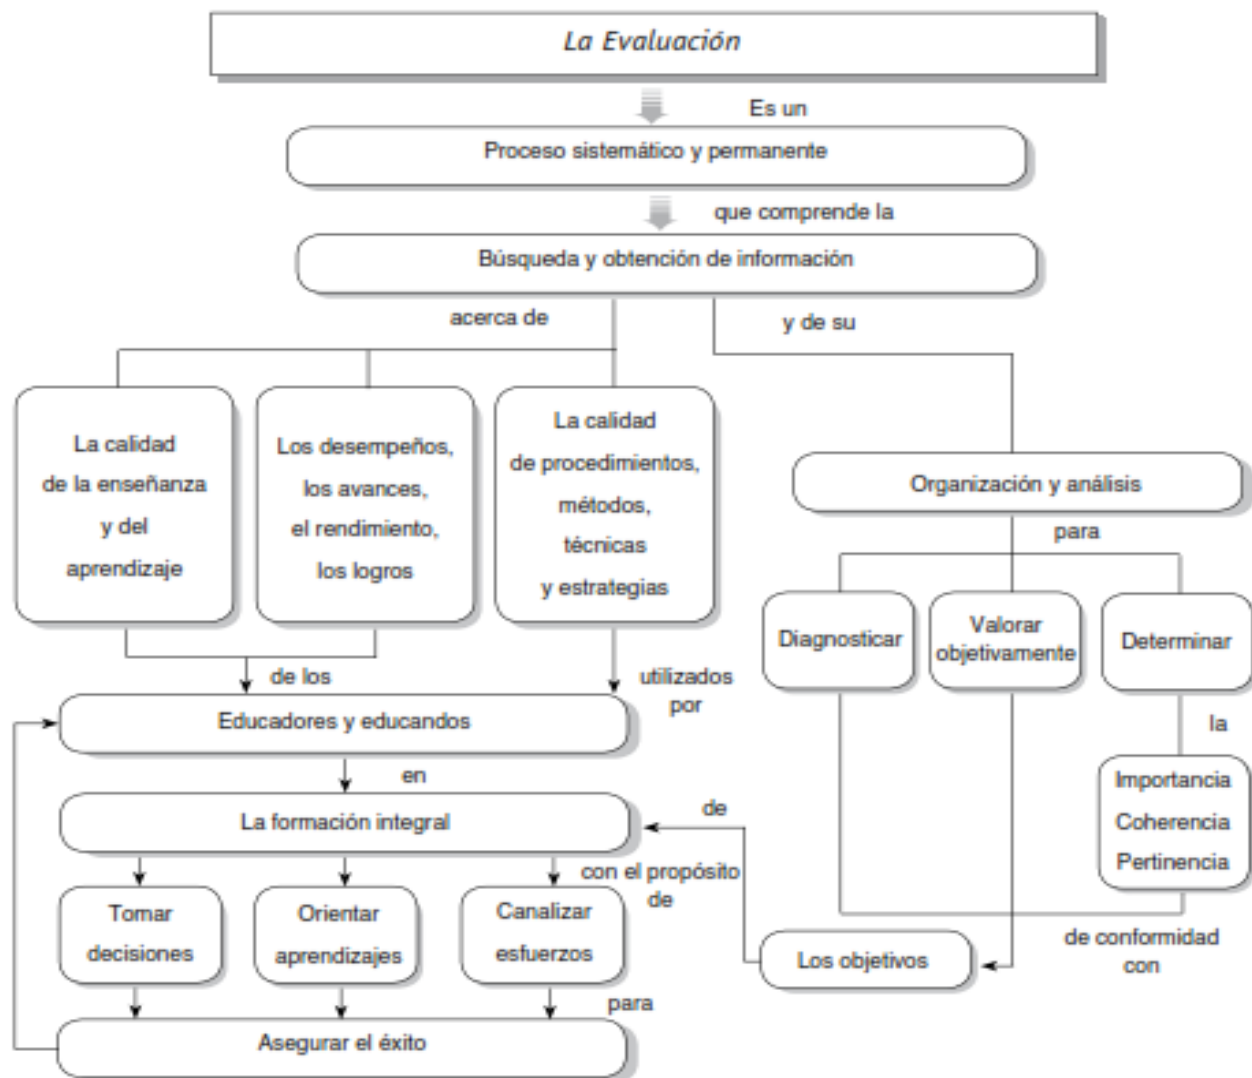 La Evaluación
Es un
Proceso sistemático y permanente
que comprende la
Búsqueda y obtención de información
acerca de
y de su
La calidad
de la enseñanza
y del
aprendizaje
Los desempeños,
los avances,
el rendimiento,
los logros
La calidad
de procedimientos,
métodos,
técnicas
y estrategias
Organización y análisis
para
Diagnosticar
Valorar
objetivamente
Determinar
de los
utilizados
por
la
Educadores y educandos
en
Importancia
Coherencia
Pertinencia
de
La formación integral
con el propósito
de
Tomar
decisiones
Orientar
aprendizajes
Canalizar
esfuerzos
de conformidad
con
Los objetivos
para
Asegurar el éxito